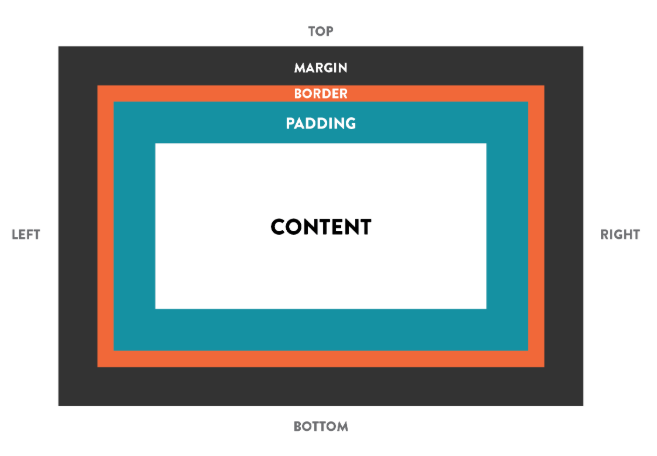 TOP
MARGIN
BORDER
PADDING
CONTENT
LEFT
RIGHT
BOTTOM